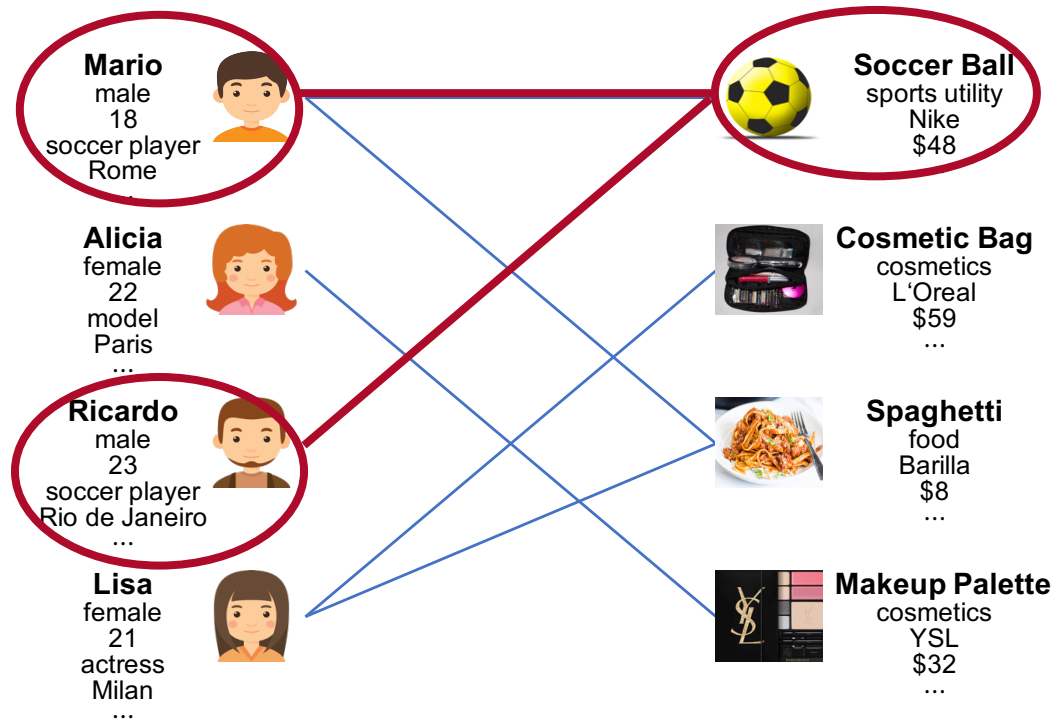 Mario
male
18
soccer player
Rome
Alicia
female
22
model
Paris
...
Ricardo
male
23
soccer player
Rio de Janeiro
...
Lisa
female
21
actress
Milan
...
Soccer Ball
sports utility
Nike
$48
Cosmetic Bag
cosmetics
L‘Oreal
$59
...
Spaghetti
food
Barilla
$8
...
YSL
Makeup Palette
cosmetics
YSL
$32
...